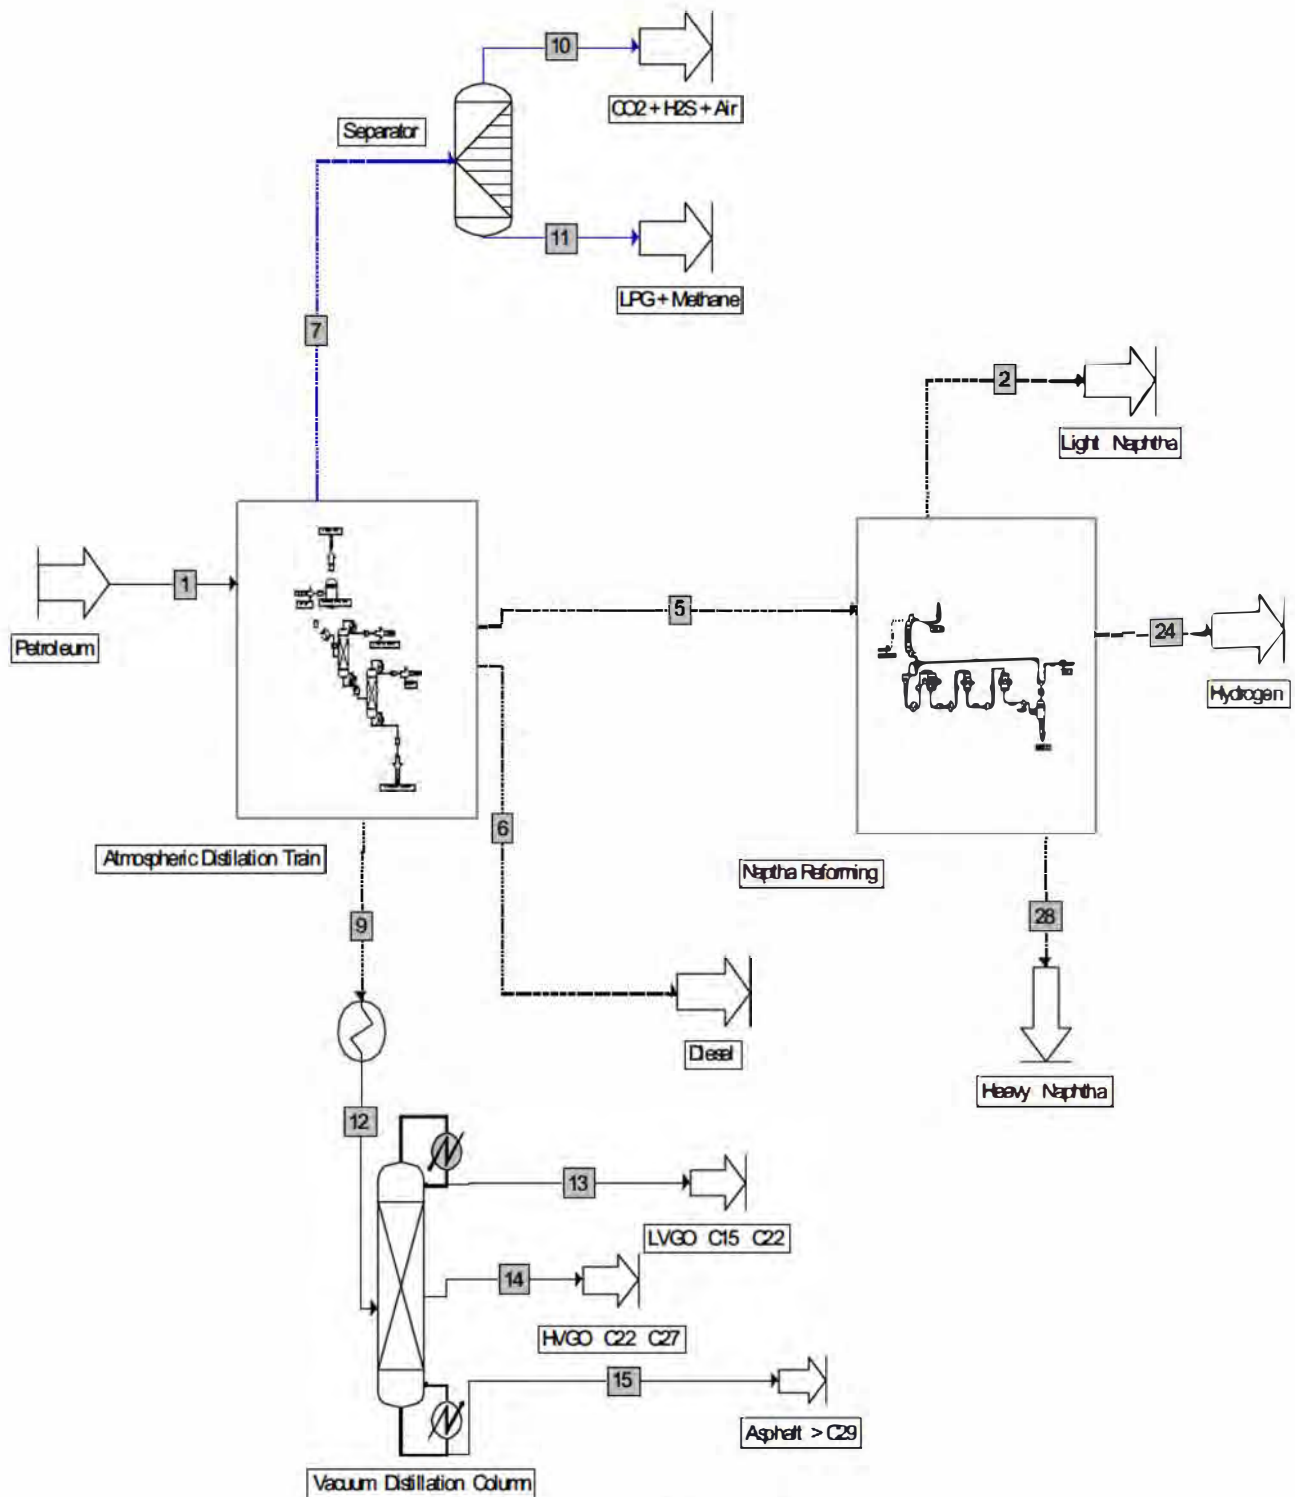 10
CO2 + H2S + Air
Separator
11
LPG + Methane
7
2
Light Naphtha
1
Petroleum
5
24
Hydrogen
6
Atmospheric Distilation Train
Naptha Reforming
9
28
Diesel
Heavy Naphtha
12
13
LVGO C15 C22
14
HVGO C22 C27
15
Asphalt > C29
Vacuum Distillation Column